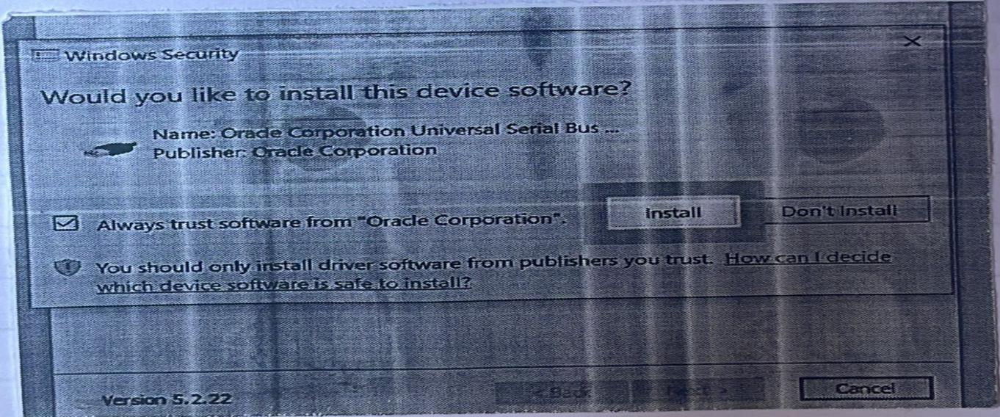 Windows Security
Would you like to install this device software?
Name: Oracle Corporation Universal Serial Bus ...
Publisher: Oracle Corporation
Always trust software from "Oracle Corporation".
Install
Don't Install
You should only install driver software from publishers you trust. How can I decide
which device software is safe to install?
Version 5.2.22
< Back
Next >
Cancel